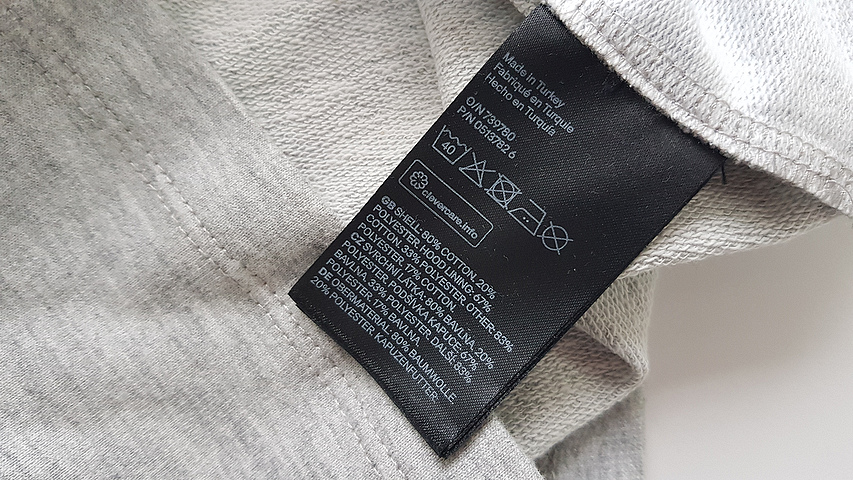 Made in Turkey
Fabriqué en Turquie
Hecho en Turquía
O/N 739780
P/N 0513782 6
40
clevercare.info
GB SHELL: 80% COTTON, 20%
POLYESTER. HOOD LINING: 67%
COTTON, 33% POLYESTER. OTHER: 83%
POLYESTER, 17% COTTON
CZ SVRCHNÍ LÁTKA: 80% BAVLNA, 20%
POLYESTER. PODŠÍVKA KAPUCE: 67%
BAVLNA, 33% POLYESTER. DALŠÍ: 83%
POLYESTER, 17% BAVLNA
DE OBERMATERIAL: 80% BAUMWOLLE,
20% POLYESTER. KAPUZENFUTTER: